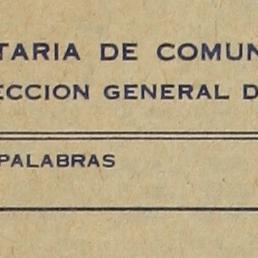 TARIA DE COMUN
ECCION GENERAL D
PALABRAS